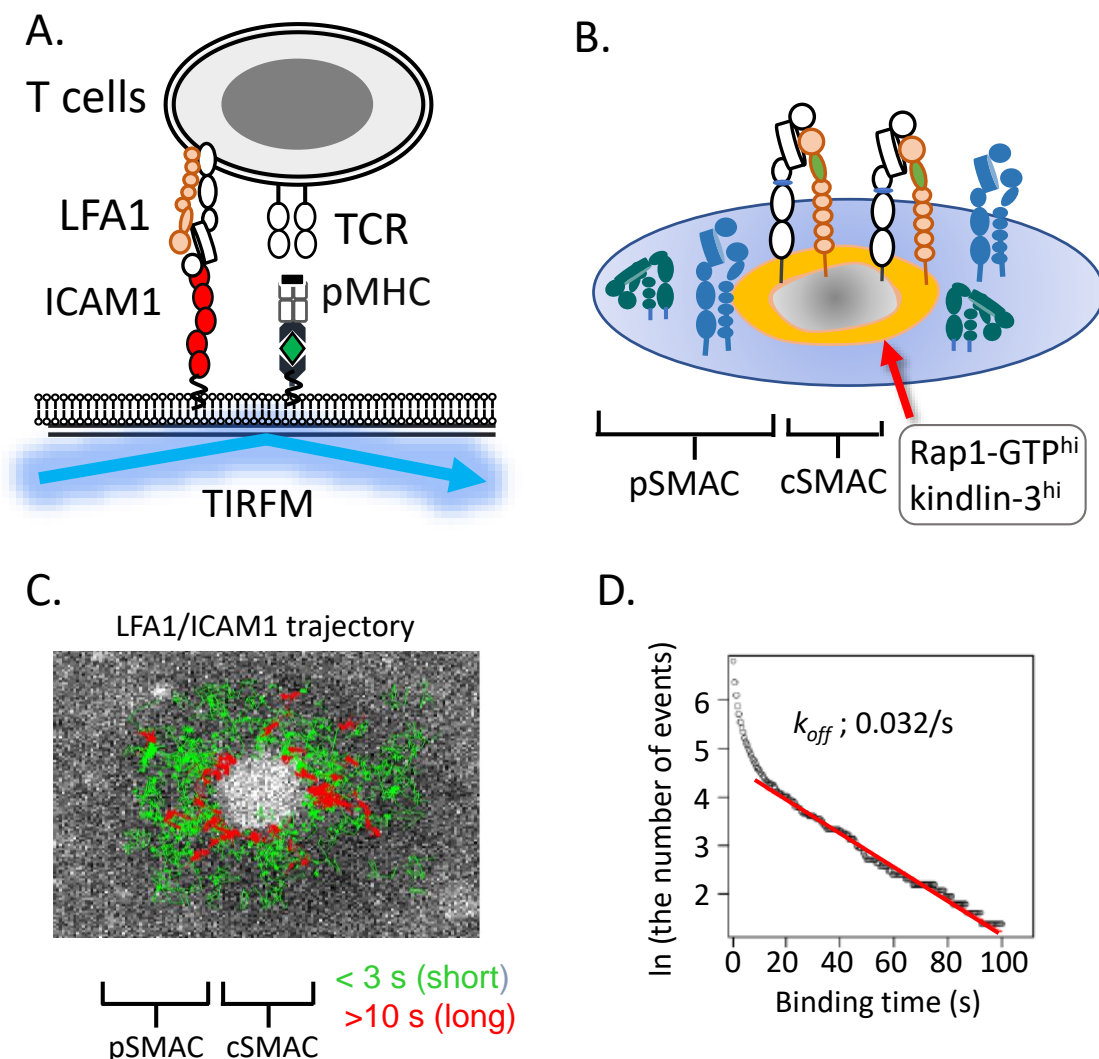 A.
T cells
LFA1
TCR
ICAM1
pMHC
TIRFM
B.
pSMAC
cSMAC
Rap1-GTPhi
kindlin-3hi
C.
LFA1/ICAM1 trajectory
< 3 s (short)
>10 s (long)
pSMAC
cSMAC
D.
ln (the number of events)
6
5
4
3
2
koff ; 0.032/s
0 20 40 60 80 100
Binding time (s)